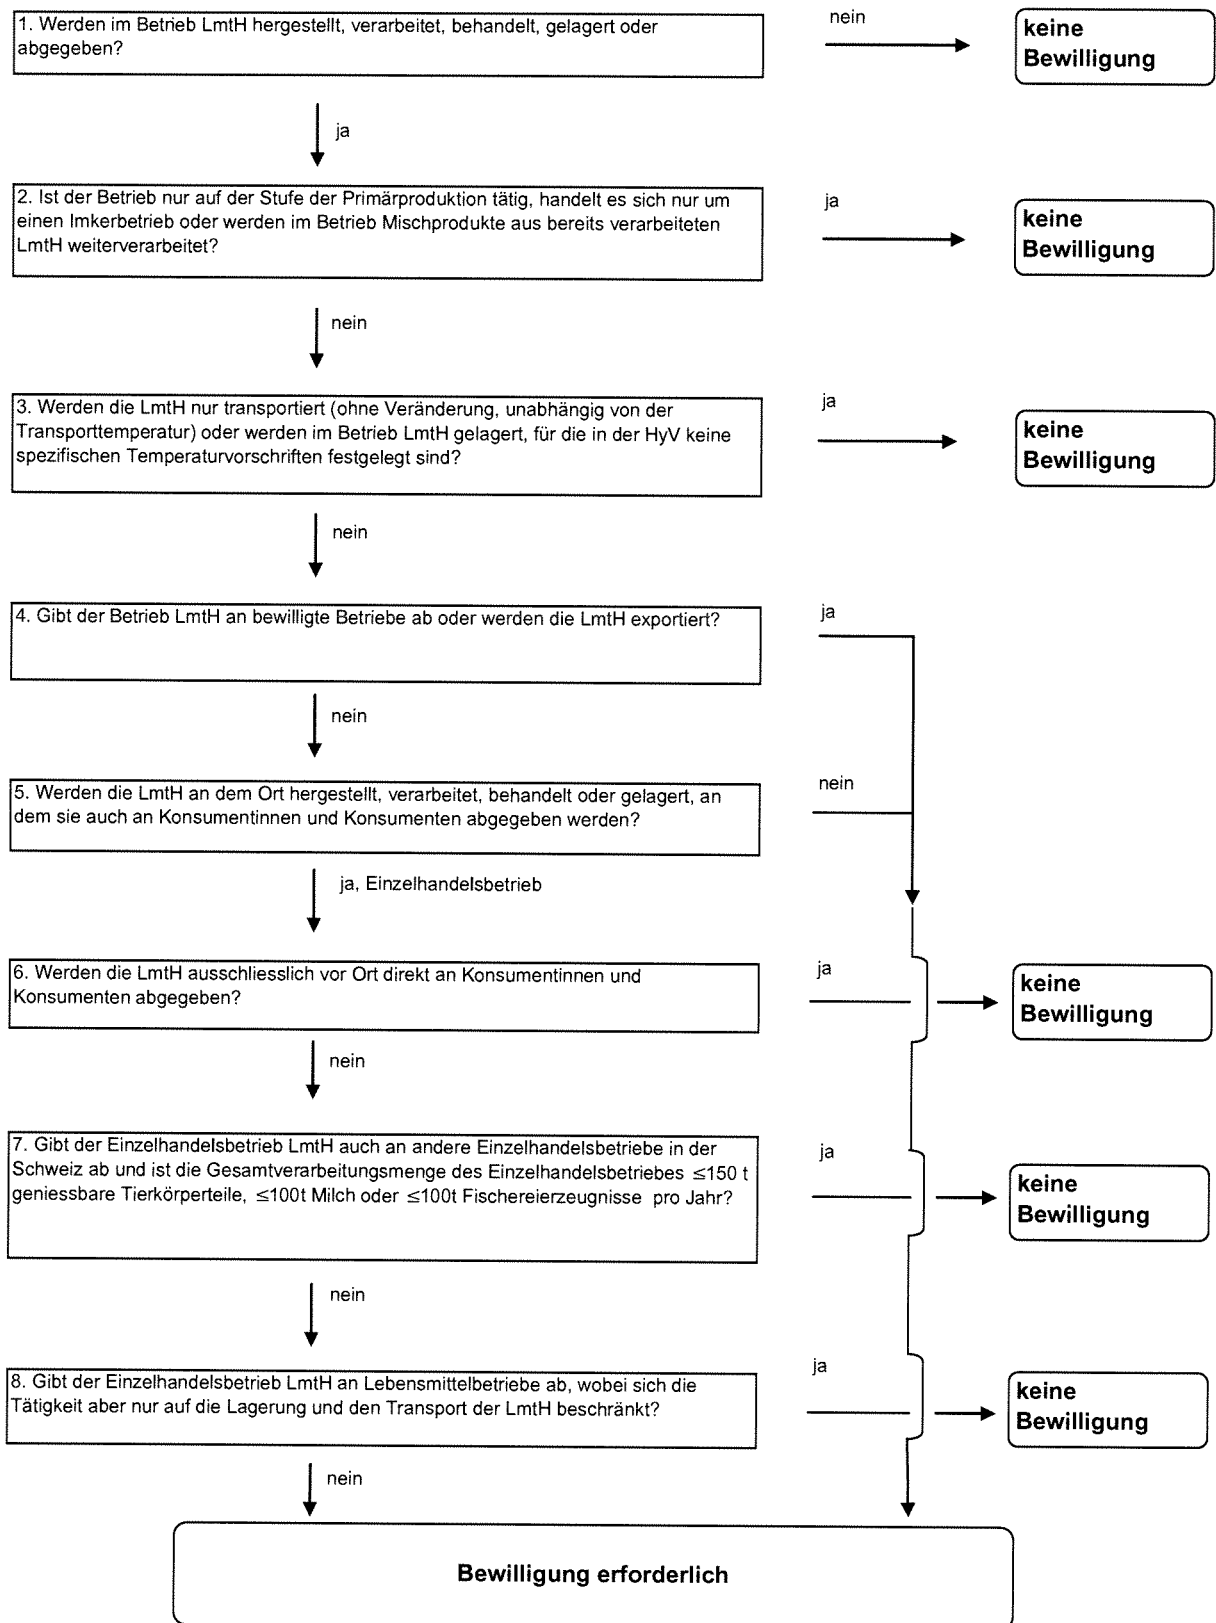 1. Werden im Betrieb LmtH hergestellt, verarbeitet, behandelt, gelagert oder
abgegeben?
nein
keine
Bewilligung
ja
2. Ist der Betrieb nur auf der Stufe der Primärproduktion tätig, handelt es sich nur um
einen Imkerbetrieb oder werden im Betrieb Mischprodukte aus bereits verarbeiteten
LmtH weiterverarbeitet?
ja
keine
Bewilligung
nein
3. Werden die LmtH nur transportiert (ohne Veränderung, unabhängig von der
Transporttemperatur) oder werden im Betrieb LmtH gelagert, für die in der HyV keine
spezifischen Temperaturvorschriften festgelegt sind?
ja
keine
Bewilligung
nein
4. Gibt der Betrieb LmtH an bewilligte Betriebe ab oder werden die LmtH exportiert?
ja
nein
5. Werden die LmtH an dem Ort hergestellt, verarbeitet, behandelt oder gelagert, an
dem sie auch an Konsumentinnen und Konsumenten abgegeben werden?
nein
ja, Einzelhandelsbetrieb
6. Werden die LmtH ausschliesslich vor Ort direkt an Konsumentinnen und
Konsumenten abgegeben?
ja
keine
Bewilligung
nein
7. Gibt der Einzelhandelsbetrieb LmtH auch an andere Einzelhandelsbetriebe in der
Schweiz ab und ist die Gesamtverarbeitungsmenge des Einzelhandelsbetriebes ≤150 t
geniessbare Tierkörperteile, ≤100t Milch oder ≤100t Fischereierzeugnisse pro Jahr?
ja
keine
Bewilligung
nein
8. Gibt der Einzelhandelsbetrieb LmtH an Lebensmittelbetriebe ab, wobei sich die
Tätigkeit aber nur auf die Lagerung und den Transport der LmtH beschränkt?
ja
keine
Bewilligung
nein
Bewilligung erforderlich